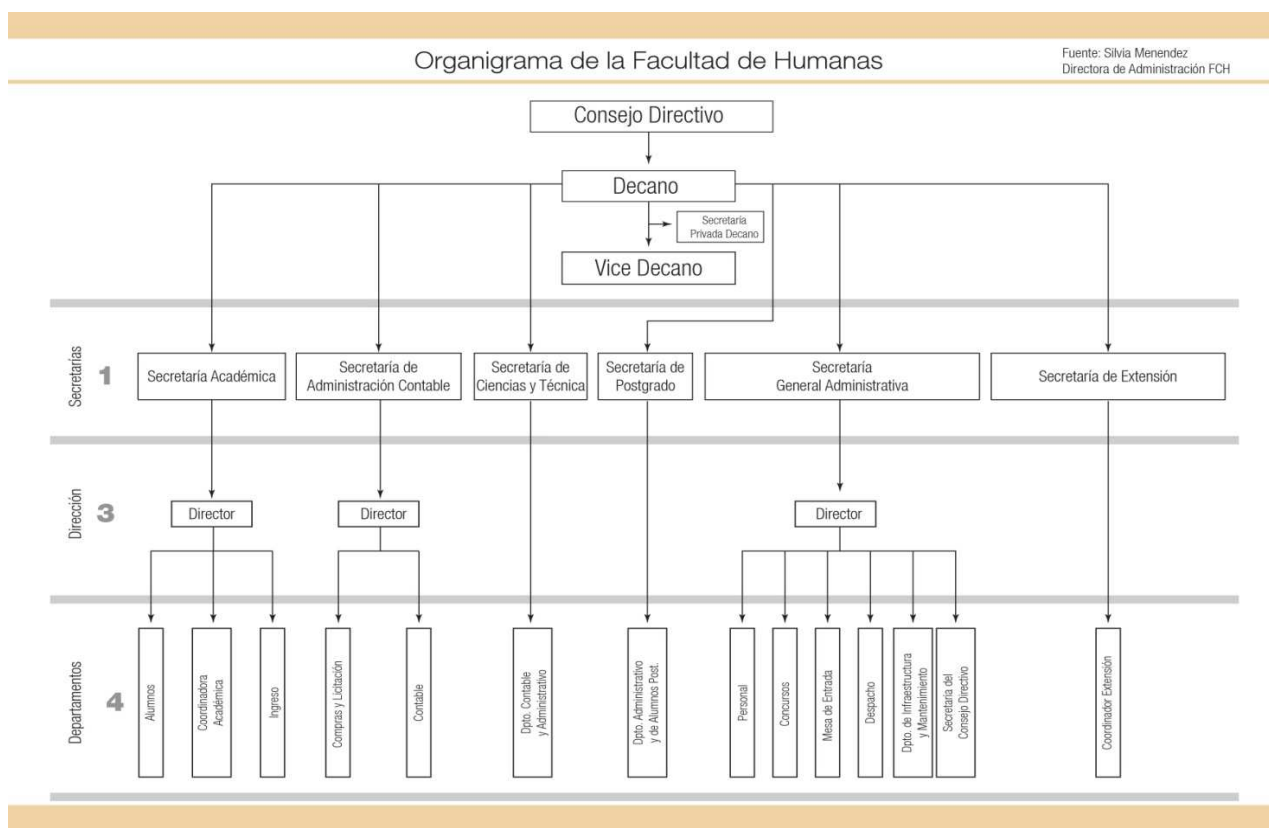 Organigrama de la Facultad de Humanas
Fuente: Silvia Menendez
Directora de Administración FCH
Consejo Directivo
Decano
Secretaría
Privada Decano
Vice Decano
Secretarias
1
Secretaría Académica
Secretaría de
Administración Contable
Secretaría de
Ciencias y Técnica
Secretaría de
Postgrado
Secretaría
General Administrativa
Secretaría de Extensión
Dirección
3
Director
Director
Director
Departamentos
4
Alumnos
Coordinadora
Académica
Ingreso
Compras y Licitación
Contable
Dpto. Contable
y Administrativo
Dpto. Administrativo
y de Alumnos Post.
Personal
Concursos
Mesa de Entrada
Despacho
Dpto. de Infraestructura
y Mantenimiento
Secretaría del
Consejo Directivo
Coordinador Extensión